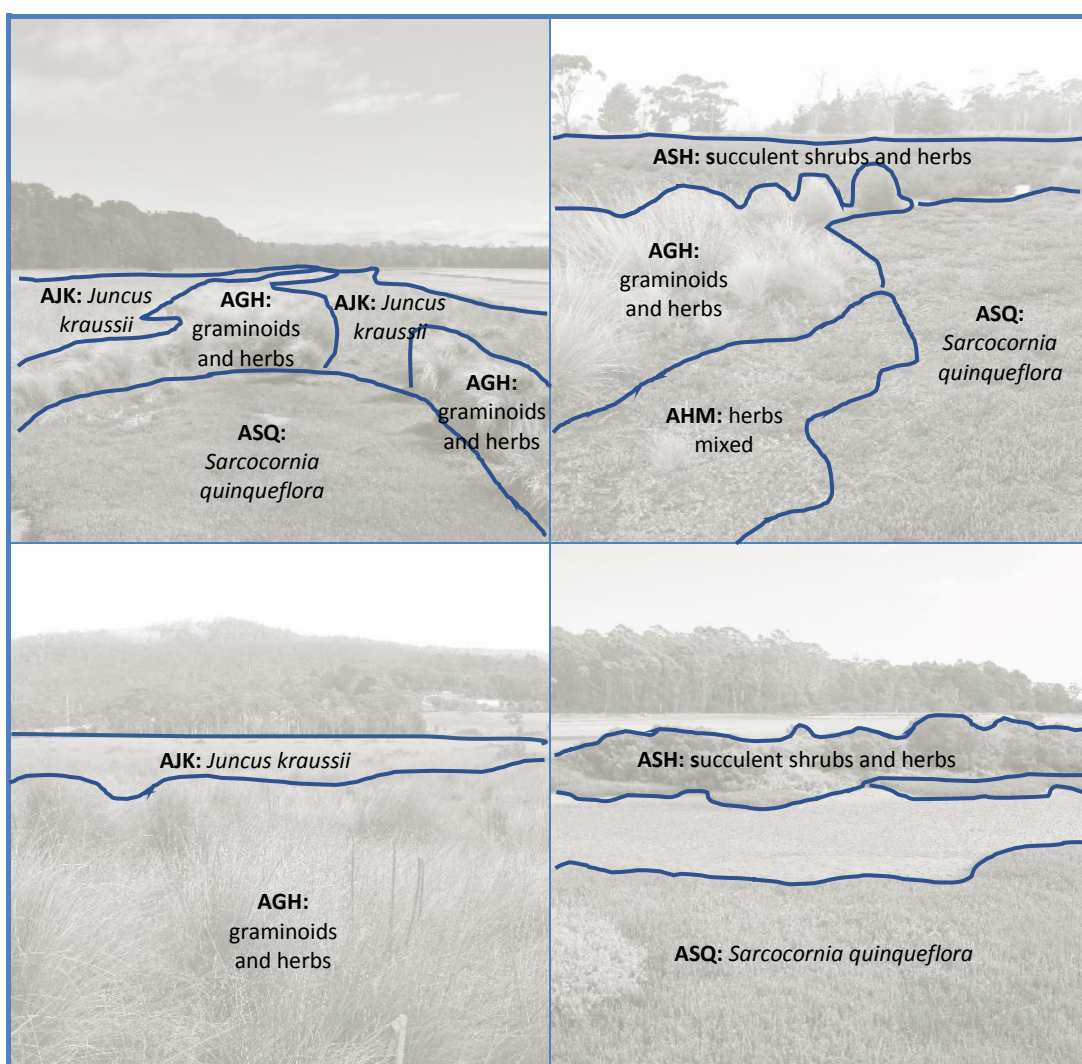 AJK: Juncus
kraussii
AGH:
graminoids
and herbs
AJK: Juncus
kraussii
AGH:
graminoids
and herbs
ASQ:
Sarcocornia
quinqueflora
ASH: succulent shrubs and herbs
AGH:
graminoids
and herbs
ASQ:
Sarcocornia
quinqueflora
AHM: herbs
mixed
AJK: Juncus kraussii
AGH:
graminoids
and herbs
ASH: succulent shrubs and herbs
ASQ: Sarcocornia quinqueflora